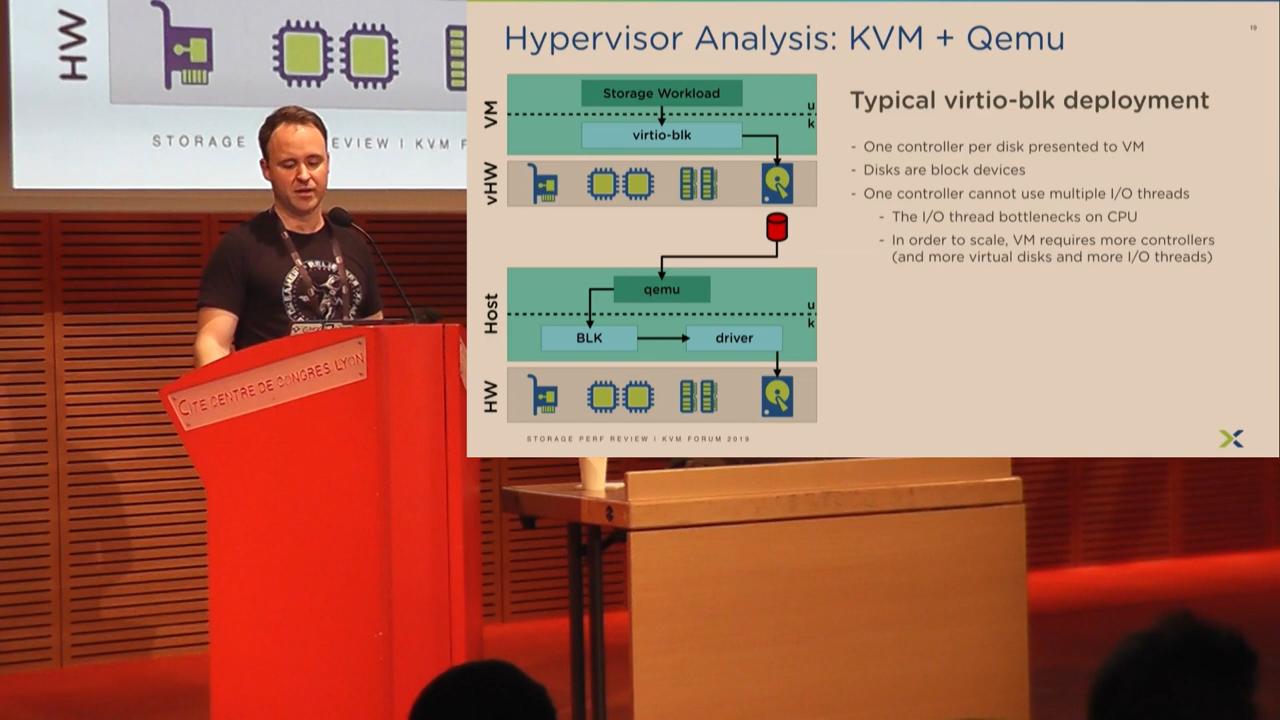 HW
STORAGE
EVIEW | KVM F
CITE CENTRE DE CONGRES LYON
Hypervisor Analysis: KVM + Qemu
19
VM
Storage Workload
u
k
virtio-blk
vHW
Host
qemu
u
k
BLK
driver
HW
STORAGE PERF REVIEW | KVM FORUM 2019
Typical virtio-blk deployment
- One controller per disk presented to VM
- Disks are block devices
- One controller cannot use multiple I/O threads
- The I/O thread bottlenecks on CPU
- In order to scale, VM requires more controllers
(and more virtual disks and more I/O threads)